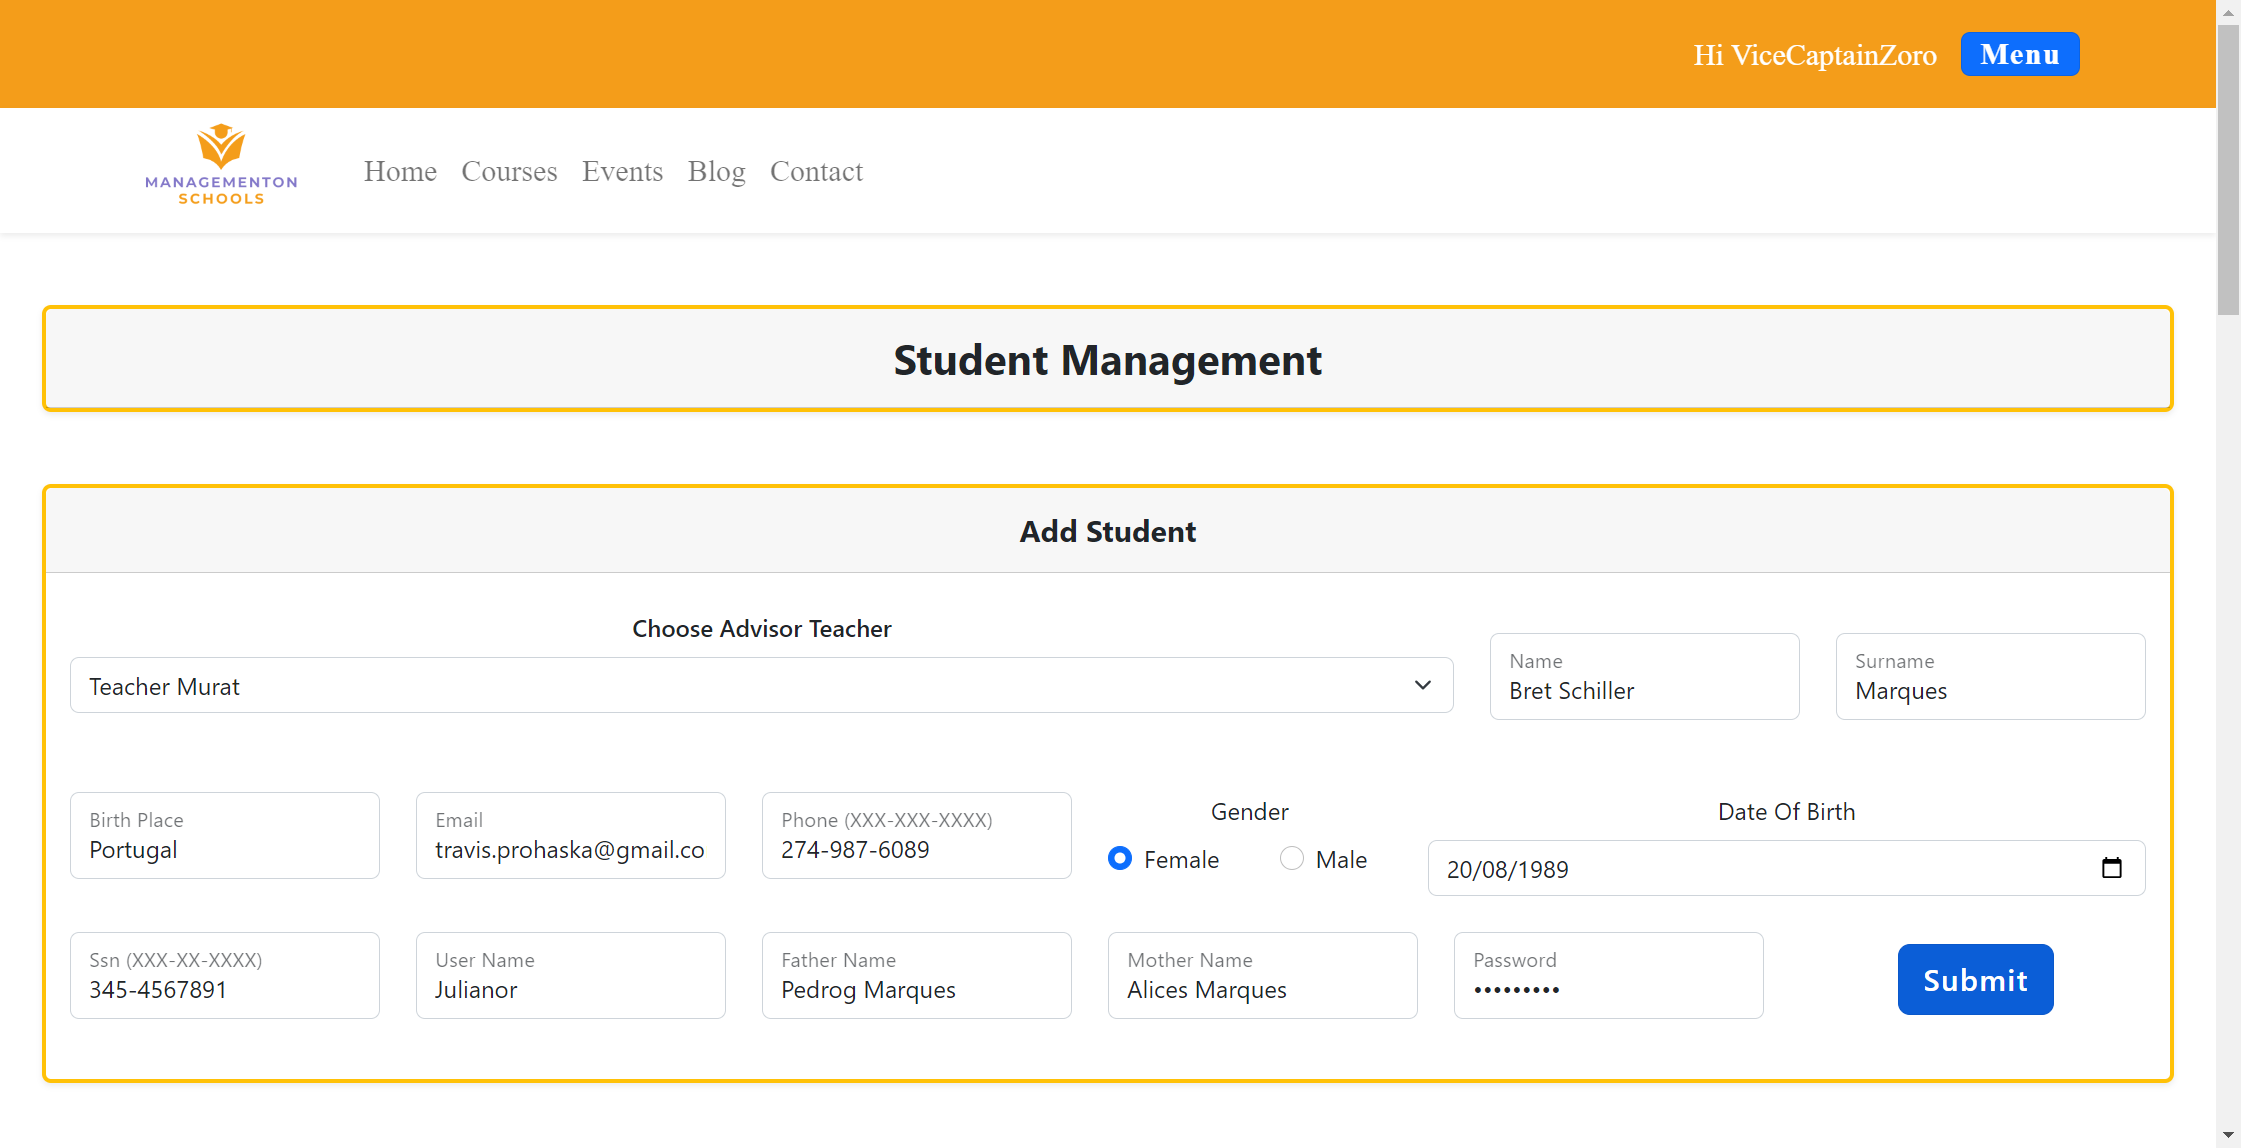 Hi ViceCaptainZoro Menu
MANAGEMENTON
SCHOOLS
Home Courses Events Blog Contact
Student Management
Add Student
Choose Advisor Teacher
Teacher Murat
Name
Bret Schiller
Surname
Marques
Birth Place
Portugal
Email
travis.prohaska@gmail.co
Phone (XXX-XXX-XXXX)
274-987-6089
Gender
Female Male
Date Of Birth
20/08/1989
Ssn (XXX-XX-XXXX)
345-4567891
User Name
Julianor
Father Name
Pedrog Marques
Mother Name
Alices Marques
Password
•••••••••
Submit